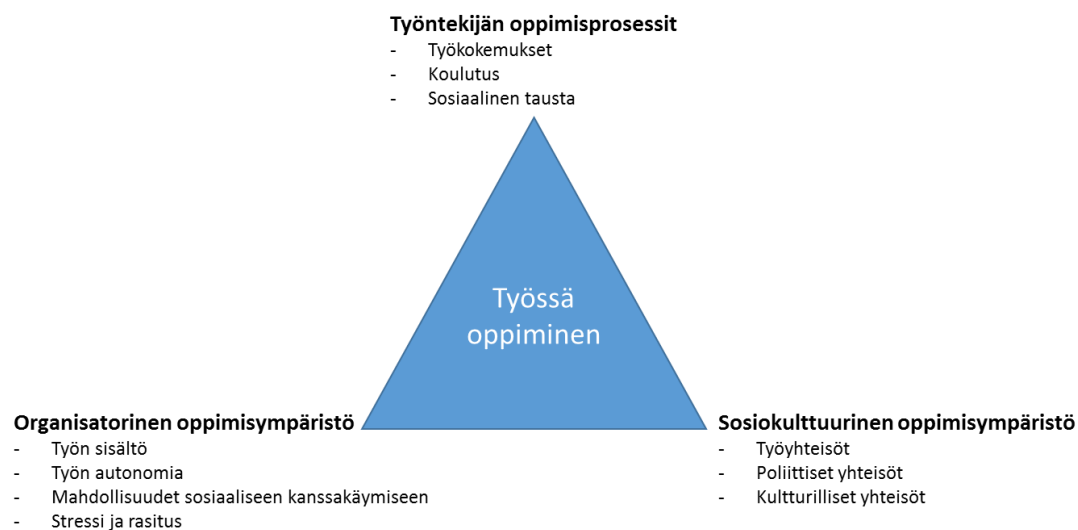 Työntekijän oppimisprosessit
- Työkokemukset
- Koulutus
- Sosiaalinen tausta
Työssä
oppiminen
Organisatorinen oppimisympäristö
- Työn sisältö
- Työn autonomia
- Mahdollisuudet sosiaaliseen kanssakäymiseen
- Stressi ja rasitus
Sosiokulttuurinen oppimisympäristö
- Työyhteisöt
- Poliittiset yhteisöt
- Kultturilliset yhteisöt